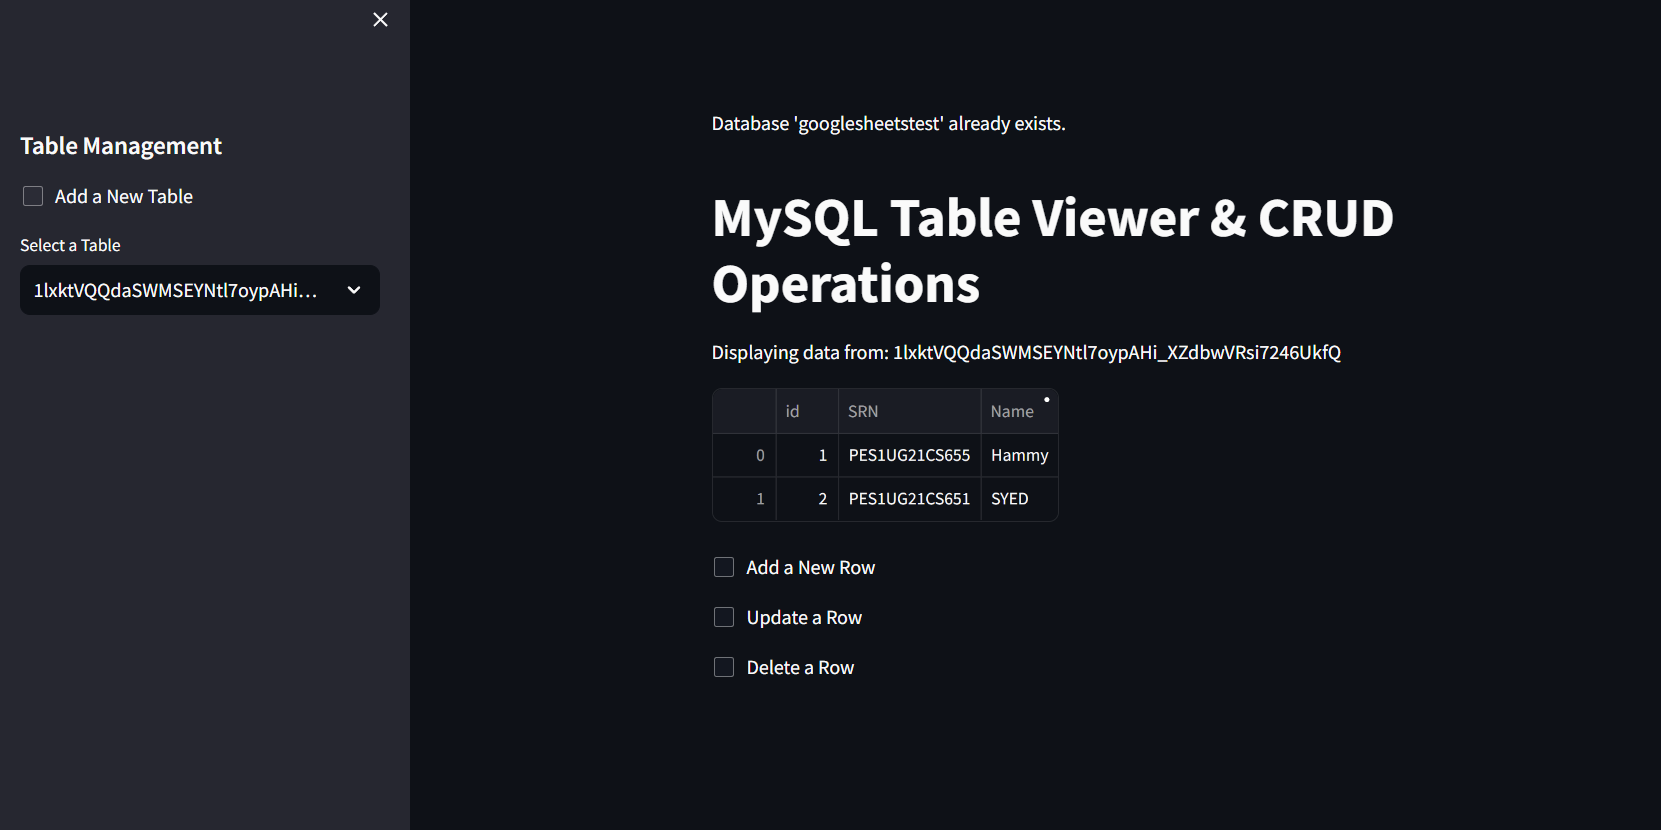 Table Management
Add a New Table
Select a Table
1lxktVQQdaSWMSEYNtl7oypAHi...
Database 'googlesheetstest' already exists.
MySQL Table Viewer & CRUD
Operations
Displaying data from: 1lxktVQQdaSWMSEYNtl7oypAHi_XZdbwVRsi7246UkfQ
id SRN Name
0 1 PES1UG21CS655 Hammy
1 2 PES1UG21CS651 SYED
Add a New Row
Update a Row
Delete a Row